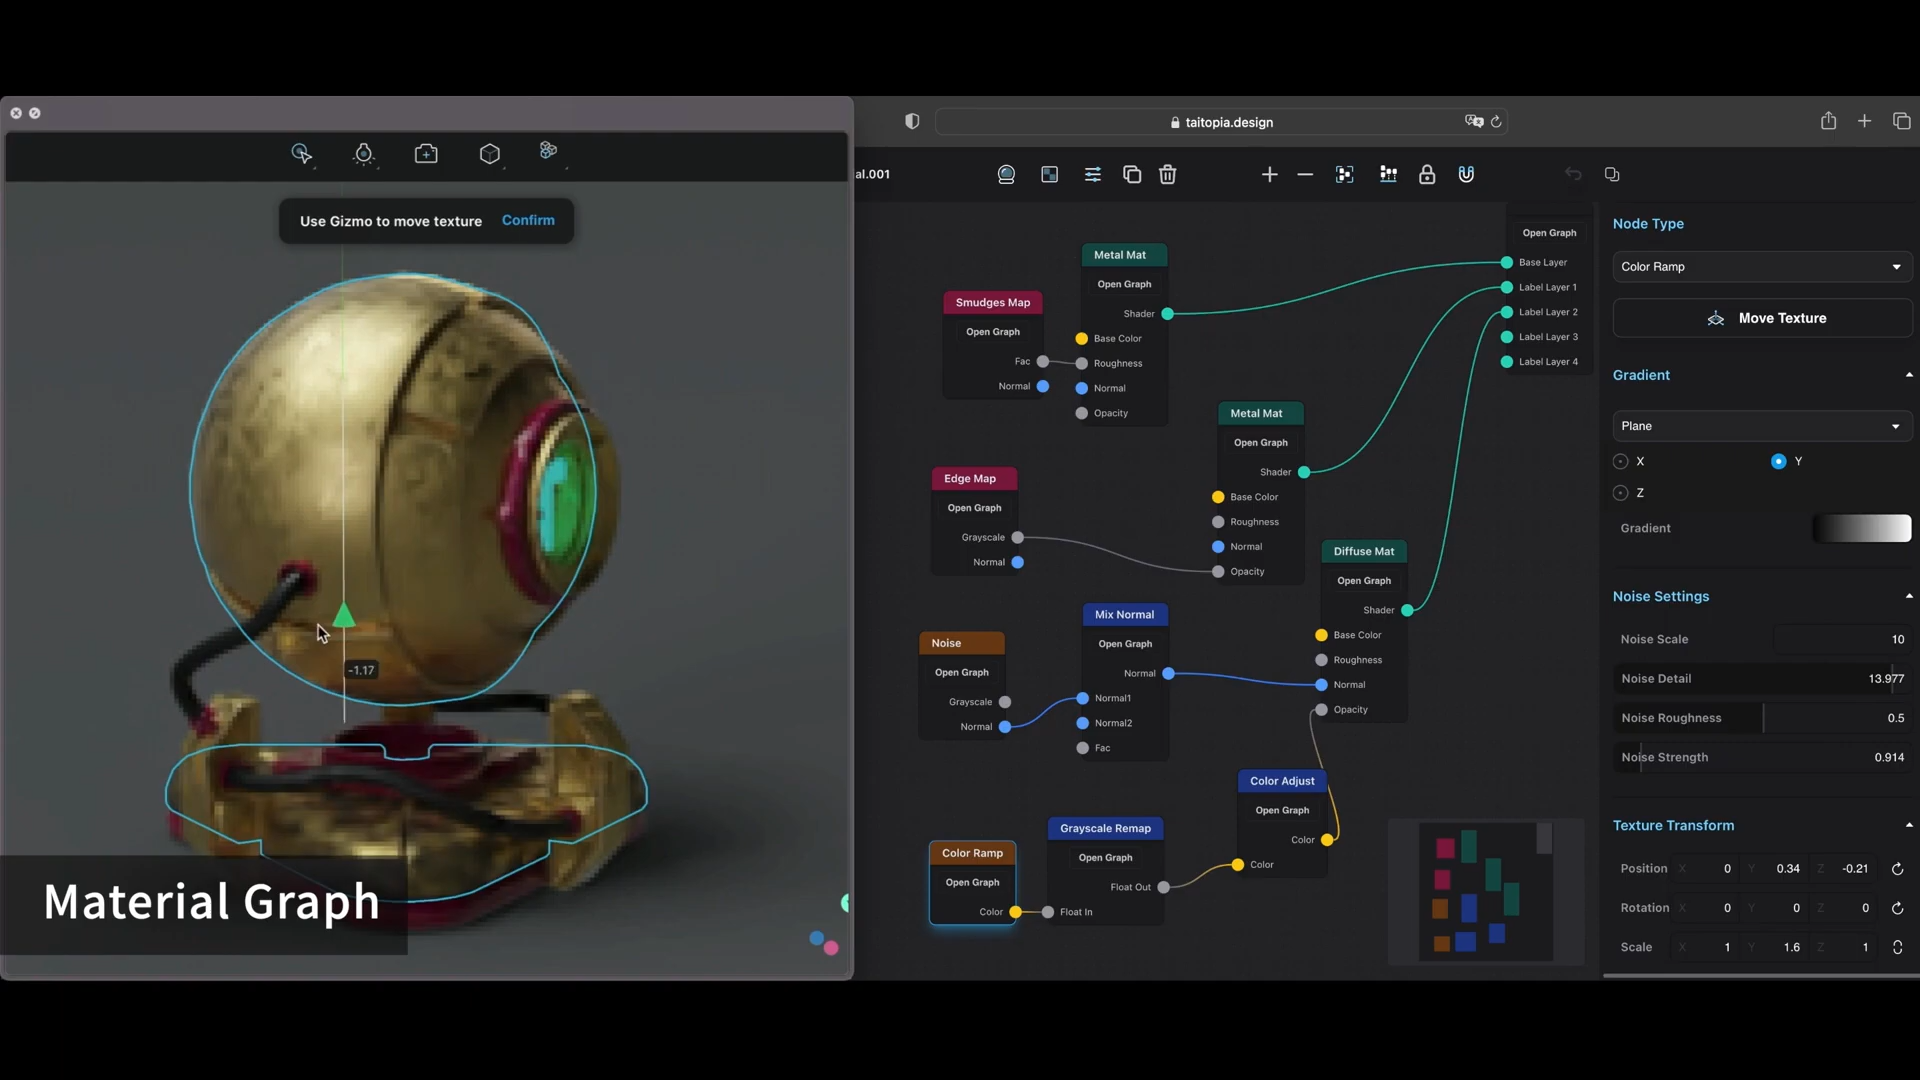 taitopia.design
al.001
Use Gizmo to move texture Confirm
-1.17
Material Graph
Smudges Map
Open Graph
Fac
Normal
Metal Mat
Open Graph
Shader
Base Color
Roughness
Normal
Opacity
Open Graph
Base Layer
Label Layer 1
Label Layer 2
Label Layer 3
Label Layer 4
Edge Map
Open Graph
Grayscale
Normal
Metal Mat
Open Graph
Shader
Base Color
Roughness
Normal
Opacity
Diffuse Mat
Open Graph
Shader
Base Color
Roughness
Normal
Opacity
Noise
Open Graph
Grayscale
Normal
Mix Normal
Open Graph
Normal
Normal1
Normal2
Fac
Color Adjust
Open Graph
Color
Color
Color Ramp
Open Graph
Color
Grayscale Remap
Open Graph
Float Out
Float In
Node Type
Color Ramp
Move Texture
Gradient
Plane
X Y
Z
Gradient
Noise Settings
Noise Scale 10
Noise Detail 13.977
Noise Roughness 0.5
Noise Strength 0.914
Texture Transform
Position X 0 Y 0.34 Z -0.21
Rotation X 0 Y 0 Z 0
Scale X 1 Y 1.6 Z 1